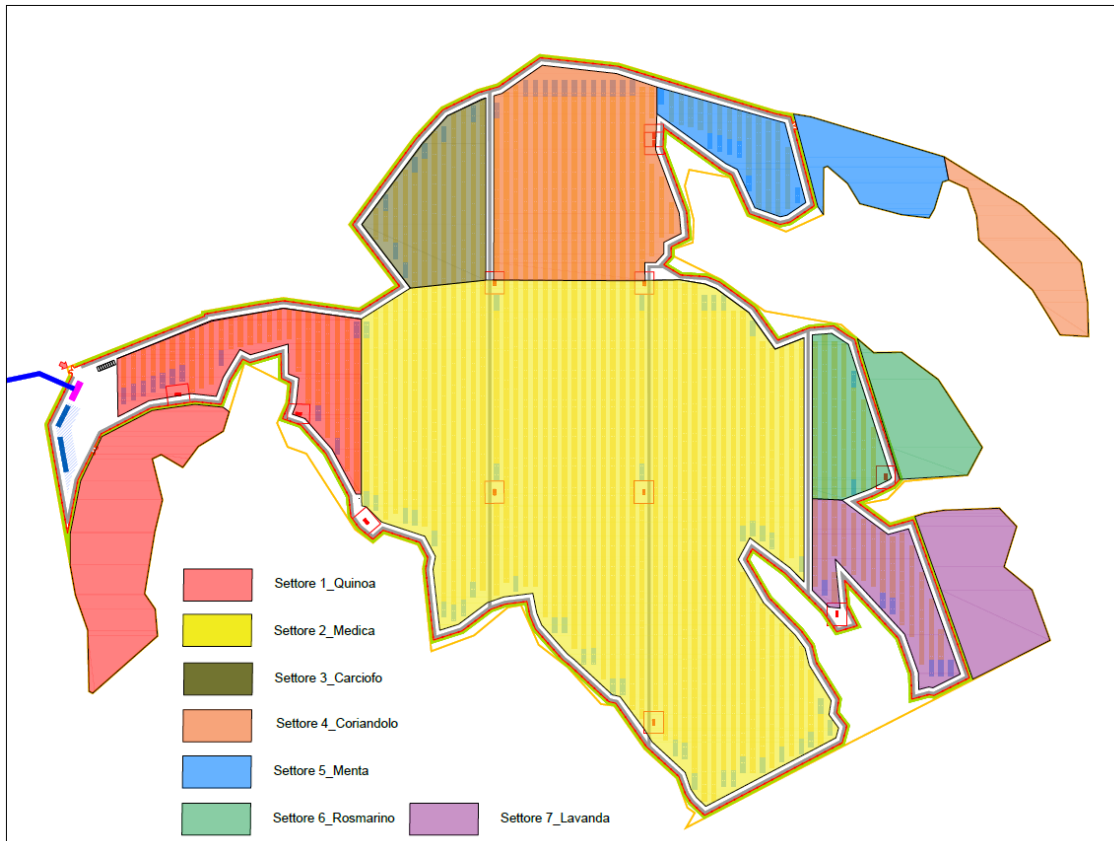 Settore 1_Quinoa
Settore 2_Medica
Settore 3_Carciofo
Settore 4_Coriandolo
Settore 5_Menta
Settore 6_Rosmarino Settore 7_Lavanda